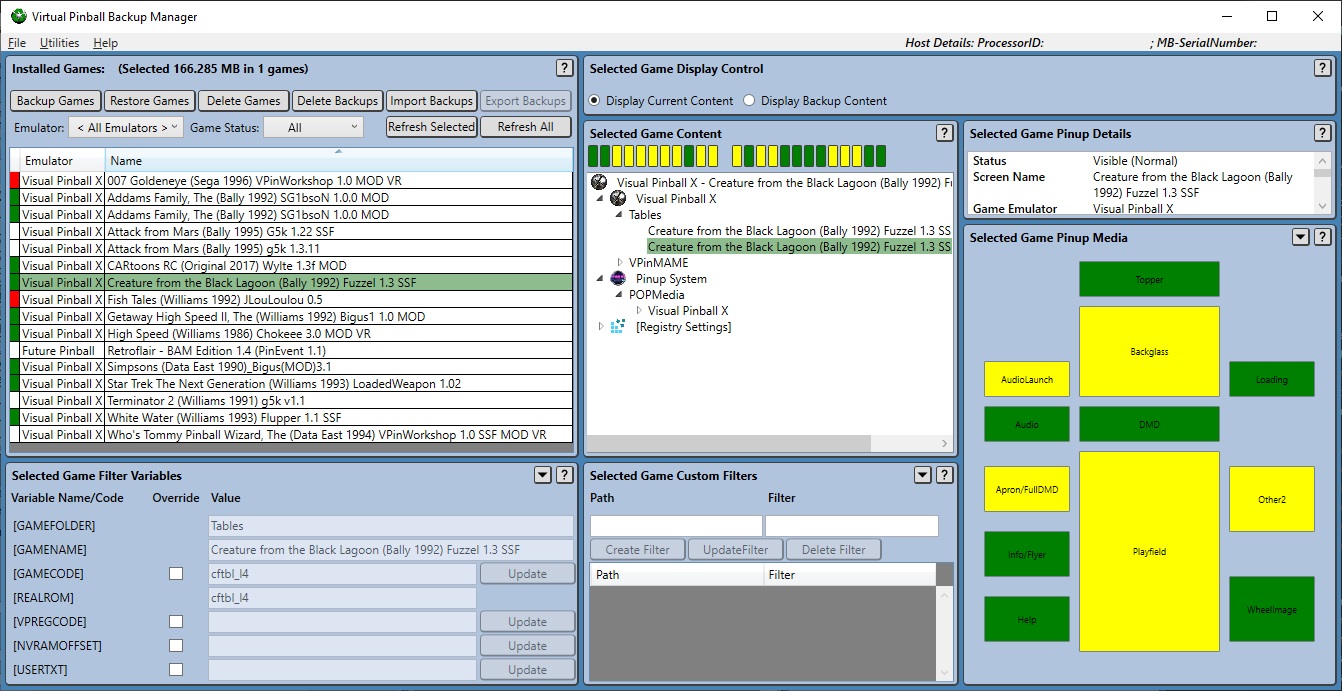 Virtual Pinball Backup Manager
File Utilities Help
Host Details: ProcessorID: ; MB-SerialNumber:
Installed Games: (Selected 166.285 MB in 1 games) ?
Backup Games Restore Games Delete Games Delete Backups Import Backups Export Backups
Emulator: < All Emulators > Game Status: All Refresh Selected Refresh All
Emulator Name
Visual Pinball X 007 Goldeneye (Sega 1996) VPinWorkshop 1.0 MOD VR
Visual Pinball X Addams Family, The (Bally 1992) SG1bsoN 1.0.0 MOD
Visual Pinball X Addams Family, The (Bally 1992) SG1bsoN 1.0.0 MOD
Visual Pinball X Attack from Mars (Bally 1995) G5k 1.22 SSF
Visual Pinball X Attack from Mars (Bally 1995) g5k 1.3.11
Visual Pinball X CARtoons RC (Original 2017) Wylte 1.3f MOD
Visual Pinball X Creature from the Black Lagoon (Bally 1992) Fuzzel 1.3 SSF
Visual Pinball X Fish Tales (Williams 1992) JLouLoulou 0.5
Visual Pinball X Getaway High Speed II, The (Williams 1992) Bigus1 1.0 MOD
Visual Pinball X High Speed (Williams 1986) Chokeee 3.0 MOD VR
Future Pinball Retroflair - BAM Edition 1.4 (PinEvent 1.1)
Visual Pinball X Simpsons (Data East 1990)_Bigus(MOD)3.1
Visual Pinball X Star Trek The Next Generation (Williams 1993) LoadedWeapon 1.02
Visual Pinball X Terminator 2 (Williams 1991) g5k v1.1
Visual Pinball X White Water (Williams 1993) Flupper 1.1 SSF
Visual Pinball X Who's Tommy Pinball Wizard, The (Data East 1994) VPinWorkshop 1.0 SSF MOD VR
Selected Game Filter Variables ?
Variable Name/Code Override Value
[GAMEFOLDER] Tables
[GAMENAME] Creature from the Black Lagoon (Bally 1992) Fuzzel 1.3 SSF
[GAMECODE] cftbl_l4 Update
[REALROM] cftbl_l4
[VPREGCODE] Update
[NVRAMOFFSET] Update
[USERTXT] Update
Selected Game Display Control ?
Display Current Content Display Backup Content
Selected Game Content ?
Visual Pinball X - Creature from the Black Lagoon (Bally 1992) F
Visual Pinball X
Tables
Creature from the Black Lagoon (Bally 1992) Fuzzel 1.3 SS
Creature from the Black Lagoon (Bally 1992) Fuzzel 1.3 SS
VPinMAME
Pinup System
POPMedia
Visual Pinball X
[Registry Settings]
Selected Game Custom Filters ?
Path Filter
Create Filter UpdateFilter Delete Filter
Path Filter
Selected Game Pinup Details ?
Status Visible (Normal)
Screen Name Creature from the Black Lagoon (Bally
1992) Fuzzel 1.3 SSF
Game Emulator Visual Pinball X
Selected Game Pinup Media ?
Topper
Backglass
AudioLaunch
Loading
Audio
DMD
Apron/FullDMD
Other2
Info/Flyer
Playfield
Help
WheelImage